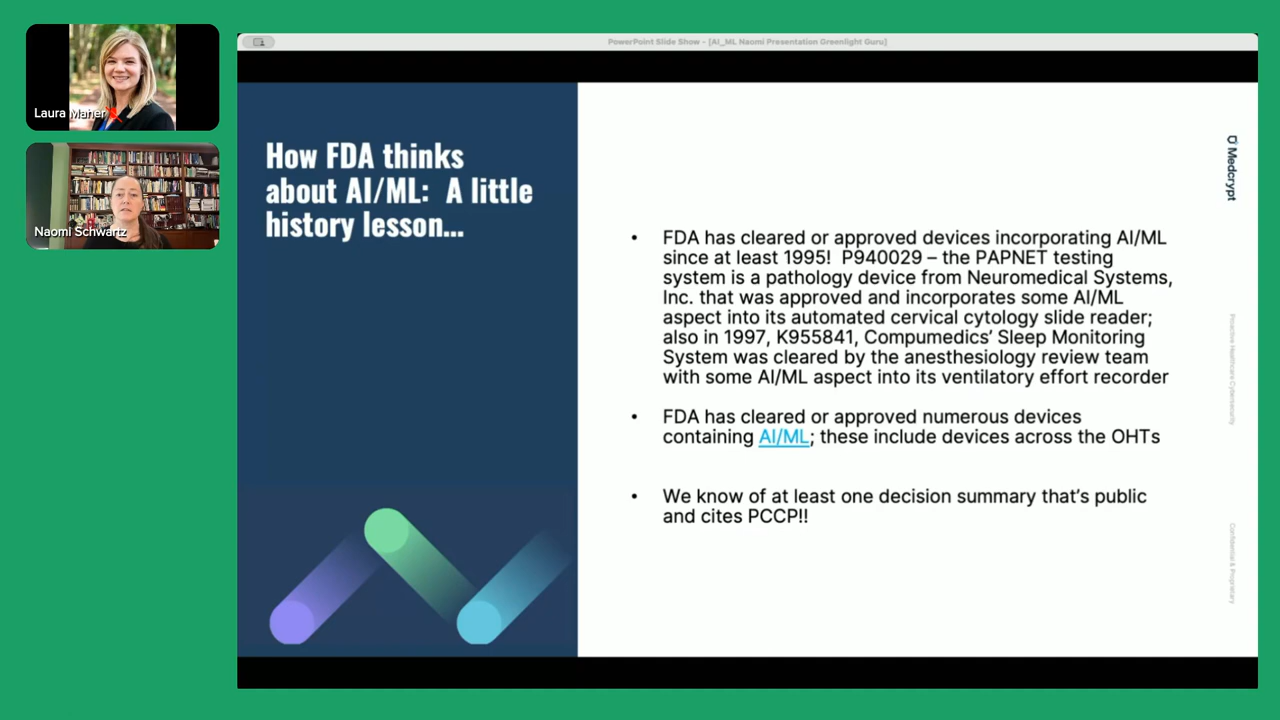 PowerPoint Slide Show - [AI_ML Naomi Presentation Greenlight Guru]
Laura Maher
Naomi Schwartz
How FDA thinks
about AI/ML: A little
history lesson...
• FDA has cleared or approved devices incorporating AI/ML
since at least 1995! P940029 – the PAPNET testing
system is a pathology device from Neuromedical Systems,
Inc. that was approved and incorporates some AI/ML
aspect into its automated cervical cytology slide reader;
also in 1997, K955841, Compumedics’ Sleep Monitoring
System was cleared by the anesthesiology review team
with some AI/ML aspect into its ventilatory effort recorder
• FDA has cleared or approved numerous devices
containing AI/ML; these include devices across the OHTs
• We know of at least one decision summary that’s public
and cites PCCP!!
Medcrypt
Proactive Healthcare Cybersecurity
Confidential & Proprietary